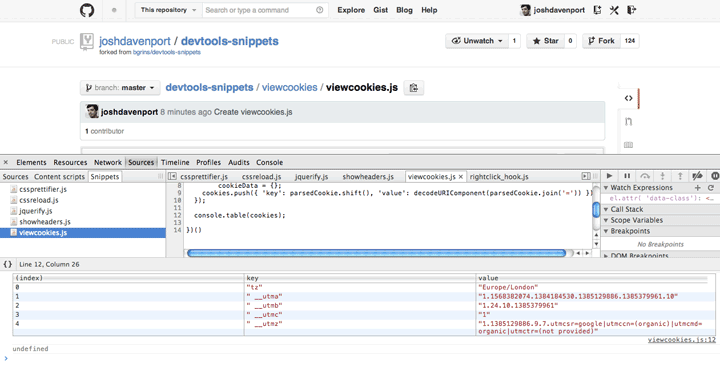 This repository Search or type a command Explore Gist Blog Help joshdavenport
PUBLIC joshdavenport / devtools-snippets Unwatch 1 Star 0 Fork 124
forked from bgrins/devtools-snippets
branch: master devtools-snippets / viewcookies / viewcookies.js
joshdavenport 8 minutes ago Create viewcookies.js
1 contributor
Elements Resources Network Sources Timeline Profiles Audits Console
Sources Content scripts Snippets cssprettifier.js cssreload.js jquerify.js showheaders.js viewcookies.js × rightclick_hook.js
cssprettifier.js
cssreload.js
jquerify.js
showheaders.js
viewcookies.js
8 cookieData = {};
9 cookies.push({ 'key': parsedCookie.shift(), 'value': decodeURIComponent(parsedCookie.join('=')) })
10 });
11
12 console.table(cookies);
13
14 })()
Watch Expressions
el.attr( 'data-class'): <…
Call Stack
Scope Variables
Breakpoints
No Breakpoints
DOM Breakpoints
{} Line 12, Column 26
(index) key value
0 "tz" "Europe/London"
1 " __utma" "1.1568382074.1384184530.1385129886.1385379961.10"
2 " __utmb" "1.24.10.1385379961"
3 " __utmc" "1"
4 " __utmz" "1.1385129886.9.7.utmcsr=google|utmccn=(organic)|utmcmd=
organic|utmctr=(not provided)"
viewcookies.js:12
undefined
>